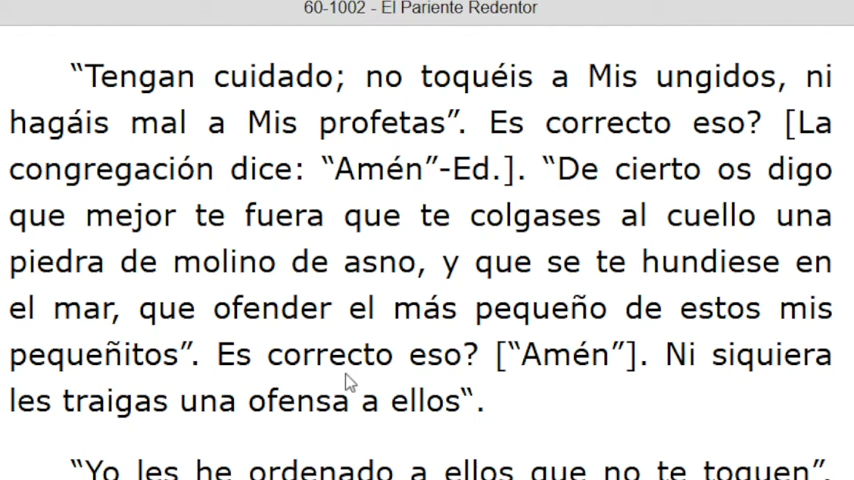 60-1002 - El Pariente Redentor
“Tengan cuidado; no toquéis a Mis ungidos, ni
hagáis mal a Mis profetas”. Es correcto eso? [La
congregación dice: “Amén”-Ed.]. “De cierto os digo
que mejor te fuera que te colgases al cuello una
piedra de molino de asno, y que se te hundiese en
el mar, que ofender el más pequeño de estos mis
pequeñitos”. Es correcto eso? [“Amén”]. Ni siquiera
les traigas una ofensa a ellos“.
“Yo les he ordenado a ellos que no te toquen”.